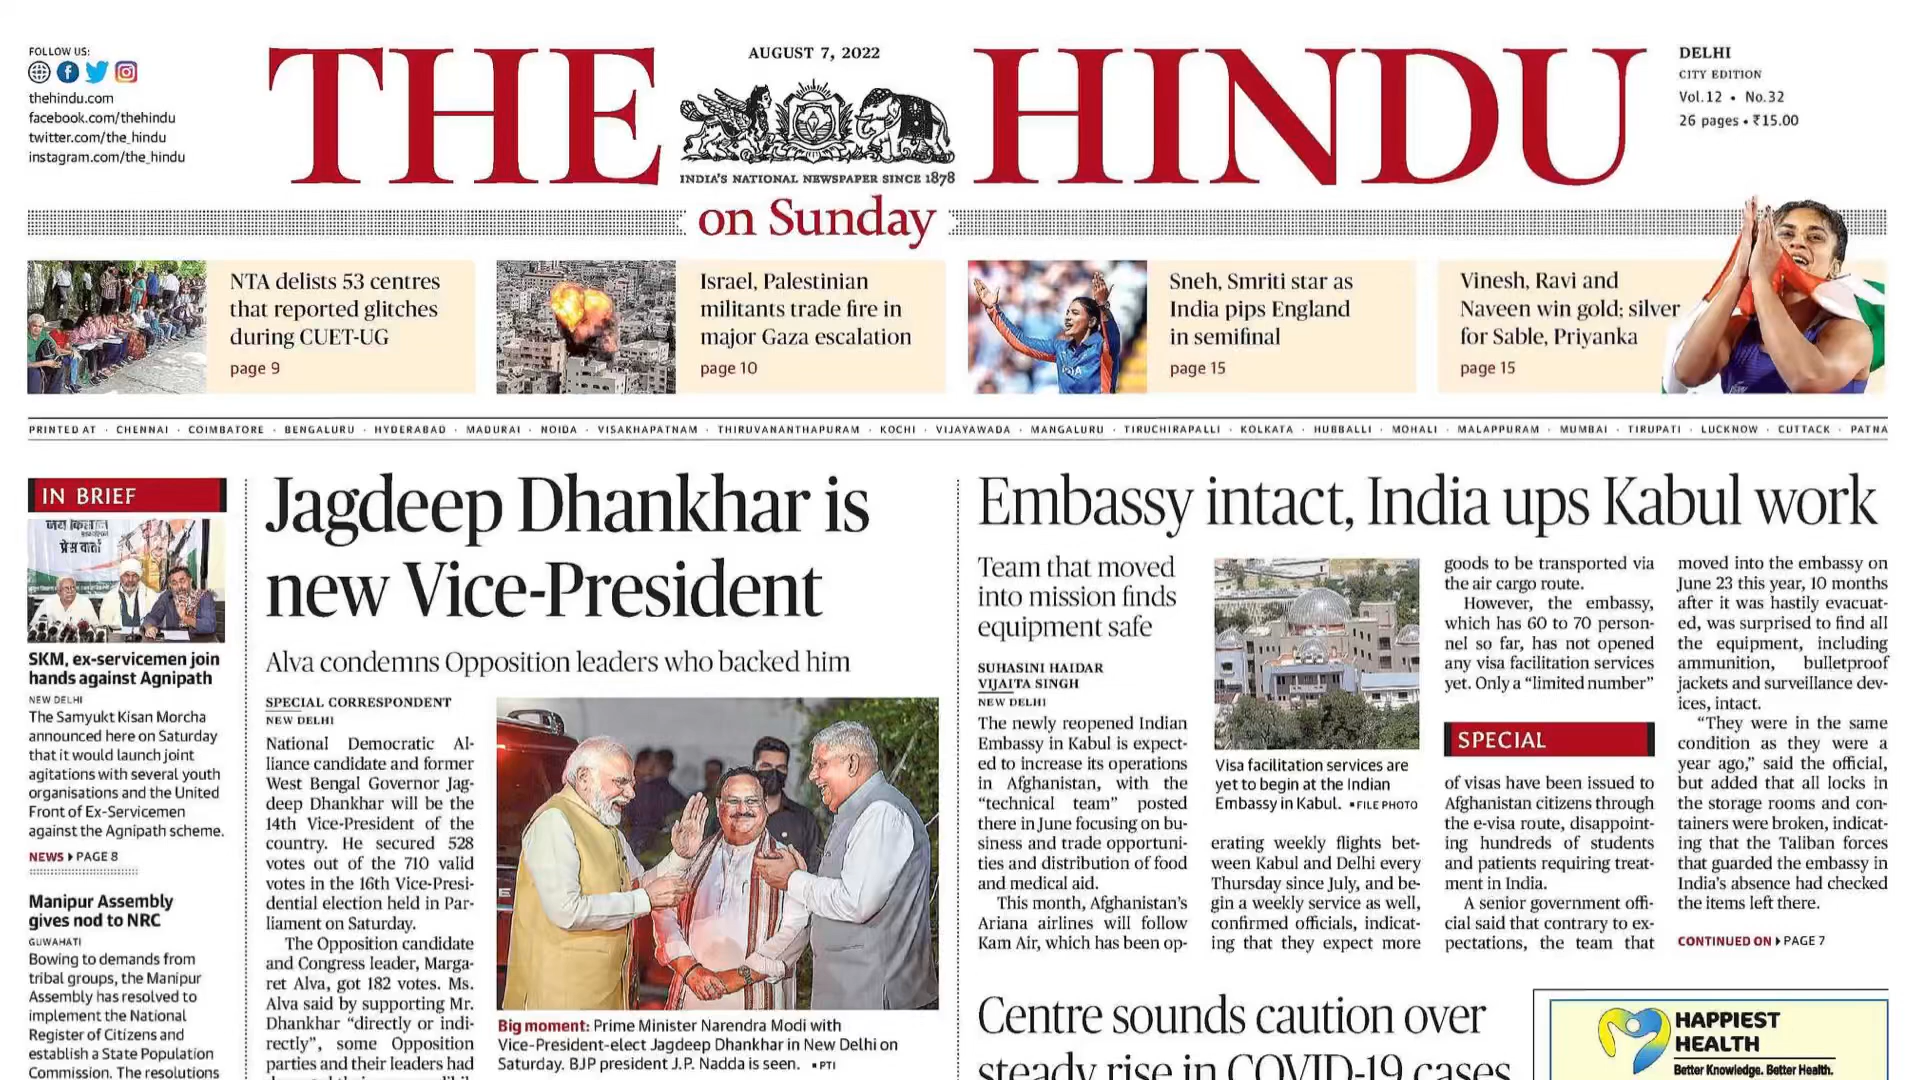 FOLLOW US:
thehindu.com
facebook.com/thehindu
twitter.com/the_hindu
instagram.com/the_hindu
THE HINDU
AUGUST 7, 2022
INDIA'S NATIONAL NEWSPAPER SINCE 1878
on Sunday
DELHI
CITY EDITION
Vol.12 • No.32
26 pages • ₹15.00
NTA delists 53 centres
that reported glitches
during CUET-UG
page 9
Israel, Palestinian
militants trade fire in
major Gaza escalation
page 10
Sneh, Smriti star as
India pips England
in semifinal
page 15
Vinesh, Ravi and
Naveen win gold; silver
for Sable, Priyanka
page 15
PRINTED AT · CHENNAI · COIMBATORE · BENGALURU · HYDERABAD · MADURAI · NOIDA · VISAKHAPATNAM · THIRUVANANTHAPURAM · KOCHI · VIJAYAWADA · MANGALURU · TIRUCHIRAPALLI · KOLKATA · HUBBALLI · MOHALI · MALAPPURAM · MUMBAI · TIRUPATI · LUCKNOW · CUTTACK · PATNA
IN BRIEF
जय किसान
प्रेस वार्ता
SKM, ex-servicemen join
hands against Agnipath
NEW DELHI
The Samyukt Kisan Morcha
announced here on Saturday
that it would launch joint
agitations with several youth
organisations and the United
Front of Ex-Servicemen
against the Agnipath scheme.
NEWS PAGE 8
Manipur Assembly
gives nod to NRC
GUWAHATI
Bowing to demands from
tribal groups, the Manipur
Assembly has resolved to
implement the National
Register of Citizens and
establish a State Population
Commission. The resolutions
Jagdeep Dhankhar is
new Vice-President
Alva condemns Opposition leaders who backed him
SPECIAL CORRESPONDENT
NEW DELHI
National Democratic Al-
liance candidate and former
West Bengal Governor Jag-
deep Dhankhar will be the
14th Vice-President of the
country. He secured 528
votes out of the 710 valid
votes in the 16th Vice-Presi-
dential election held in Par-
liament on Saturday.
The Opposition candidate
and Congress leader, Marga-
ret Alva, got 182 votes. Ms.
Alva said by supporting Mr.
Dhankhar "directly or indi-
rectly", some Opposition
parties and their leaders had
Big moment: Prime Minister Narendra Modi with
Vice-President-elect Jagdeep Dhankhar in New Delhi on
Saturday. BJP president J.P. Nadda is seen. ▪ PTI
Embassy intact, India ups Kabul work
Team that moved
into mission finds
equipment safe
SUHASINI HAIDAR
VIJAITA SINGH
NEW DELHI
The newly reopened Indian
Embassy in Kabul is expect-
ed to increase its operations
in Afghanistan, with the
"technical team" posted
there in June focusing on bu-
siness and trade opportuni-
ties and distribution of food
and medical aid.
This month, Afghanistan's
Ariana airlines will follow
Kam Air, which has been op-
Visa facilitation services are
yet to begin at the Indian
Embassy in Kabul. ▪ FILE PHOTO
erating weekly flights bet-
ween Kabul and Delhi every
Thursday since July, and be-
gin a weekly service as well,
confirmed officials, indicat-
ing that they expect more
goods to be transported via
the air cargo route.
However, the embassy,
which has 60 to 70 person-
nel so far, has not opened
any visa facilitation services
yet. Only a "limited number"
SPECIAL
of visas have been issued to
Afghanistan citizens through
the e-visa route, disappoint-
ing hundreds of students
and patients requiring treat-
ment in India.
A senior government offi-
cial said that contrary to ex-
pectations, the team that
moved into the embassy on
June 23 this year, 10 months
after it was hastily evacuat-
ed, was surprised to find all
the equipment, including
ammunition, bulletproof
jackets and surveillance dev-
ices, intact.
"They were in the same
condition as they were a
year ago," said the official,
but added that all locks in
the storage rooms and con-
tainers were broken, indicat-
ing that the Taliban forces
that guarded the embassy in
India's absence had checked
the items left there.
CONTINUED ON PAGE 7
Centre sounds caution over
steady rise in COVID-19 cases
HAPPIEST
HEALTH
Better Knowledge. Better Health.